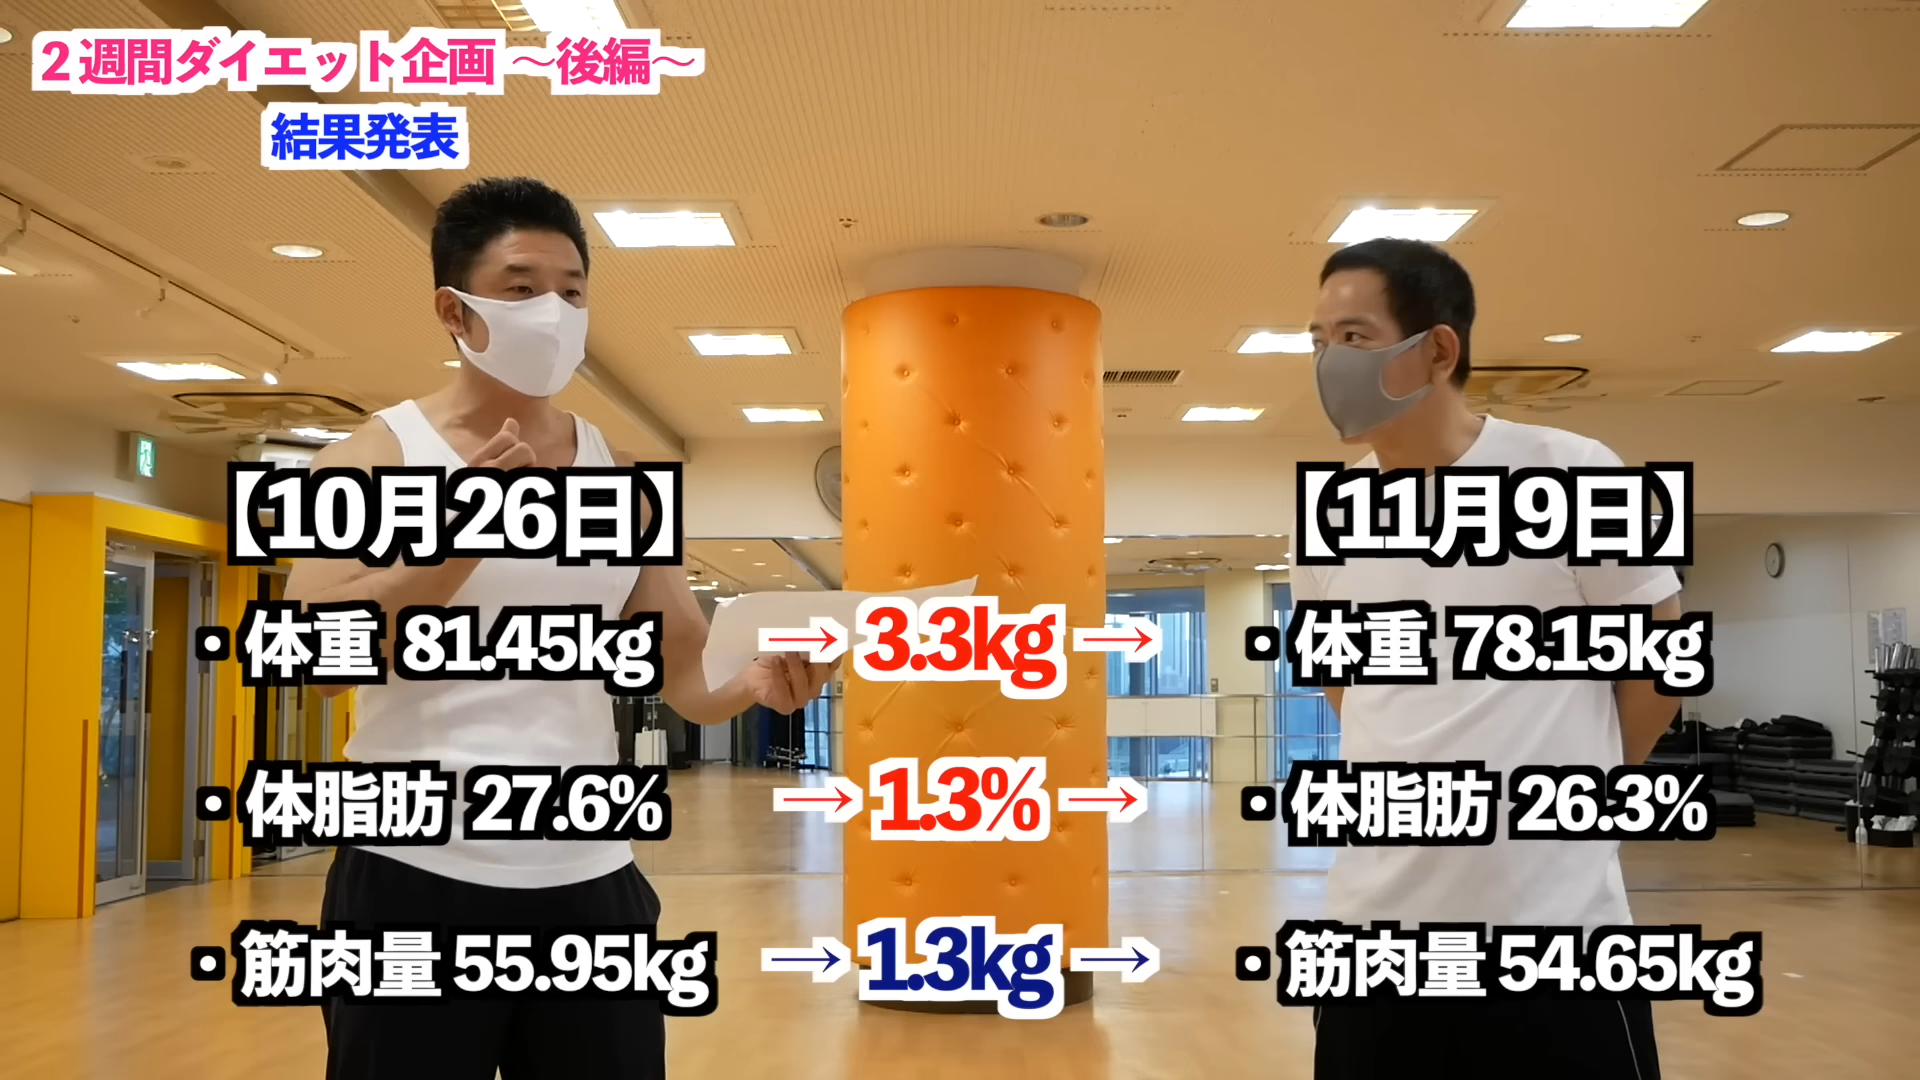 2週間ダイエット企画 〜後編〜
結果発表
【10月26日】
【11月9日】
・体重 81.45kg → 3.3kg → ・体重 78.15kg
・体脂肪 27.6% → 1.3% → ・体脂肪 26.3%
・筋肉量 55.95kg → 1.3kg → ・筋肉量 54.65kg